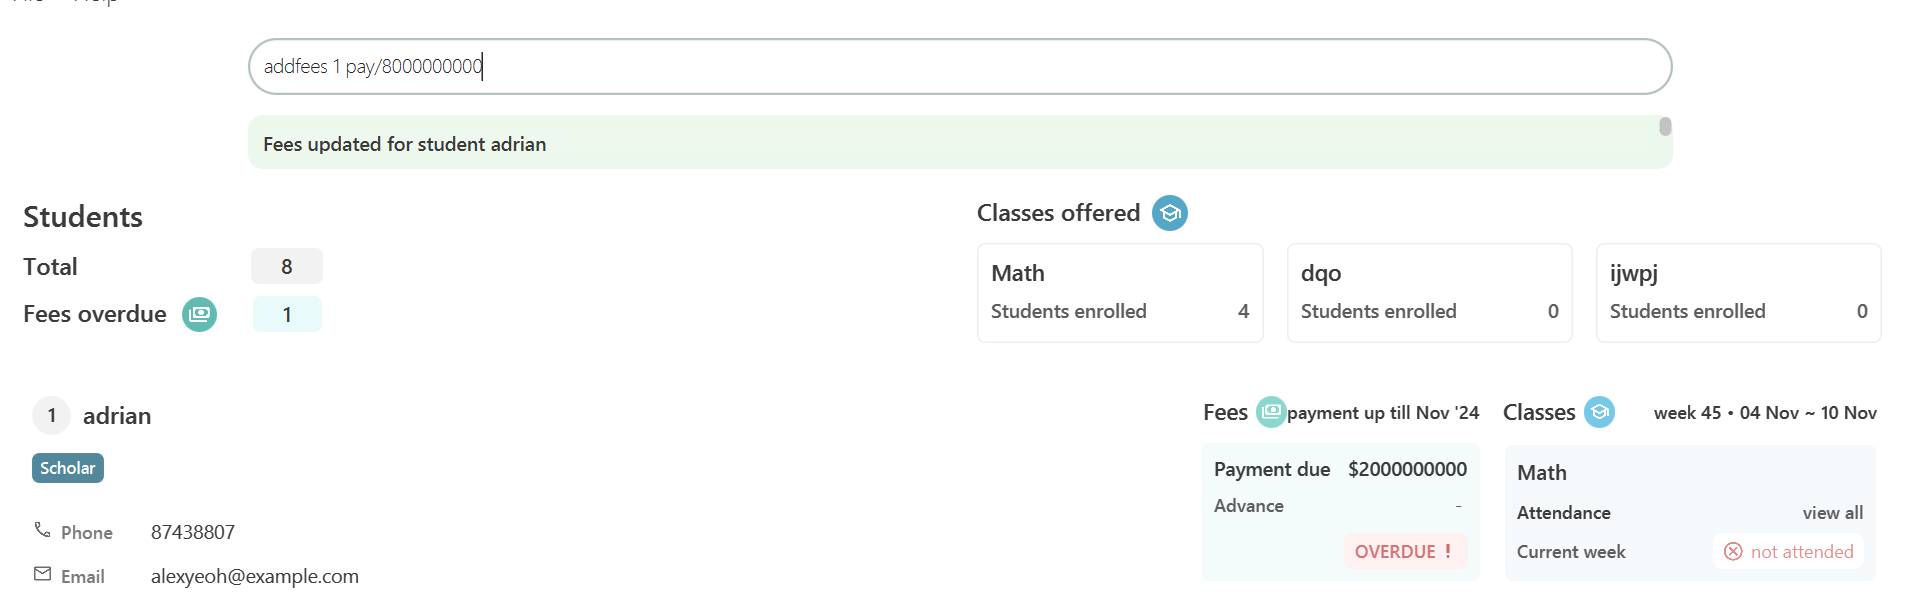 addfees 1 pay/8000000000
Fees updated for student adrian
Students
Total 8
Fees overdue 1
Classes offered
Math
Students enrolled 4
dqo
Students enrolled 0
ijwpj
Students enrolled 0
1 adrian
Scholar
Phone 87438807
Email alexyeoh@example.com
Fees payment up till Nov '24
Payment due $2000000000
Advance -
OVERDUE !
Classes week 45 • 04 Nov ~ 10 Nov
Math
Attendance view all
Current week not attended